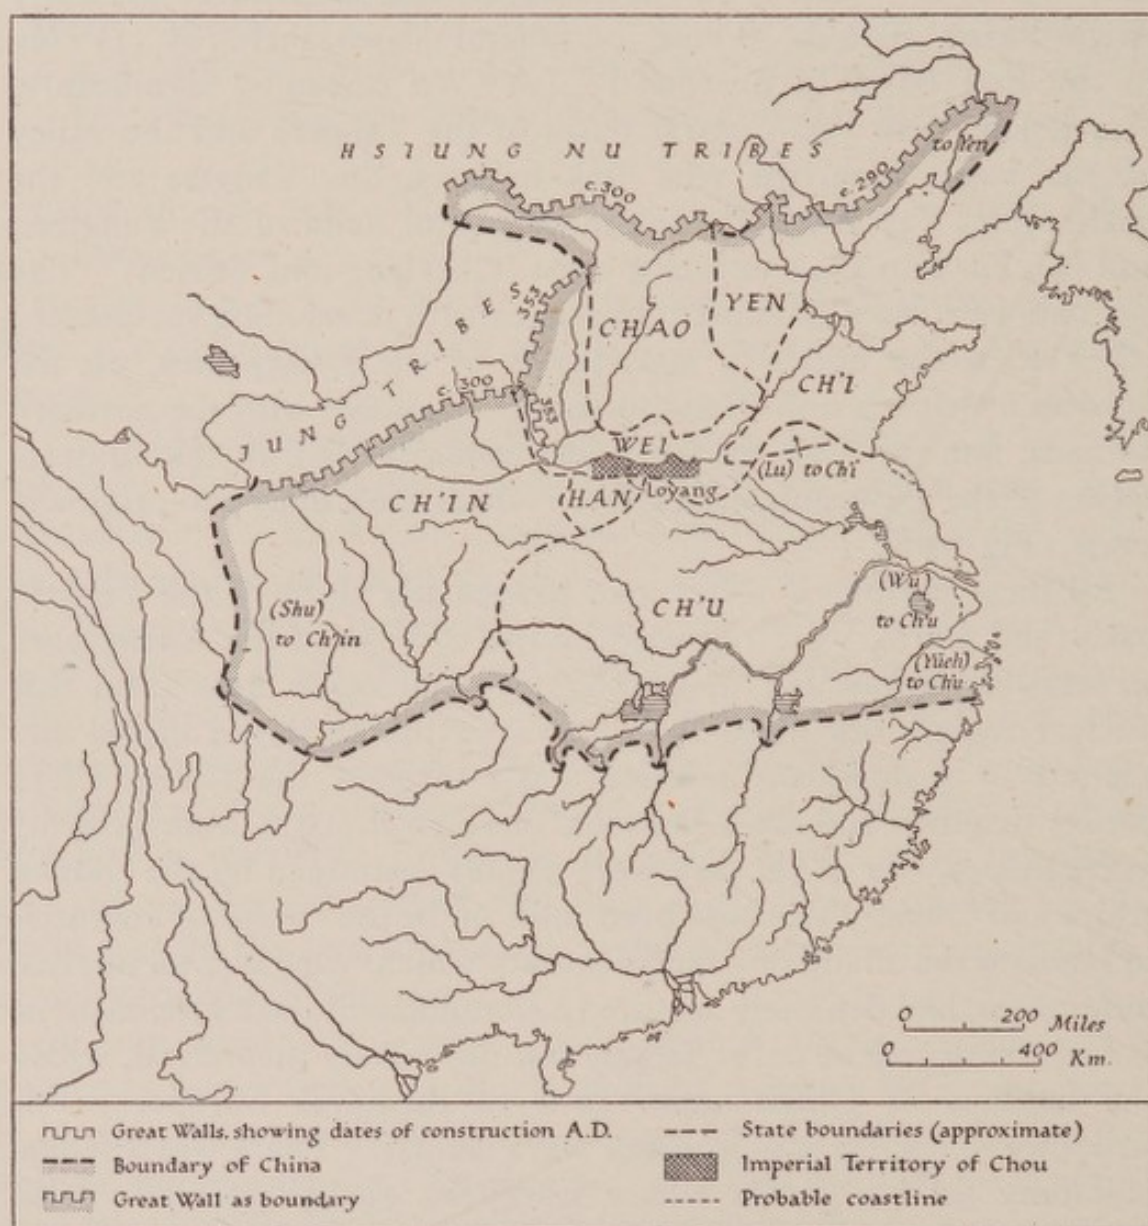 HSIUNG NU TRIBES
to Yen
c.300
c.290
JUNG TRIBES
353
c.300
353
CHAO
YEN
CH'I
WEI
(Lu) to Ch'i
CH'IN
HAN
Loyang
(Shu)
to Ch'in
CH'U
(Wu)
to Ch'u
(Yüeh)
to Ch'u
0 200 Miles
0 400 Km.
Great Walls, showing dates of construction A.D.
Boundary of China
Great Wall as boundary
State boundaries (approximate)
Imperial Territory of Chou
Probable coastline